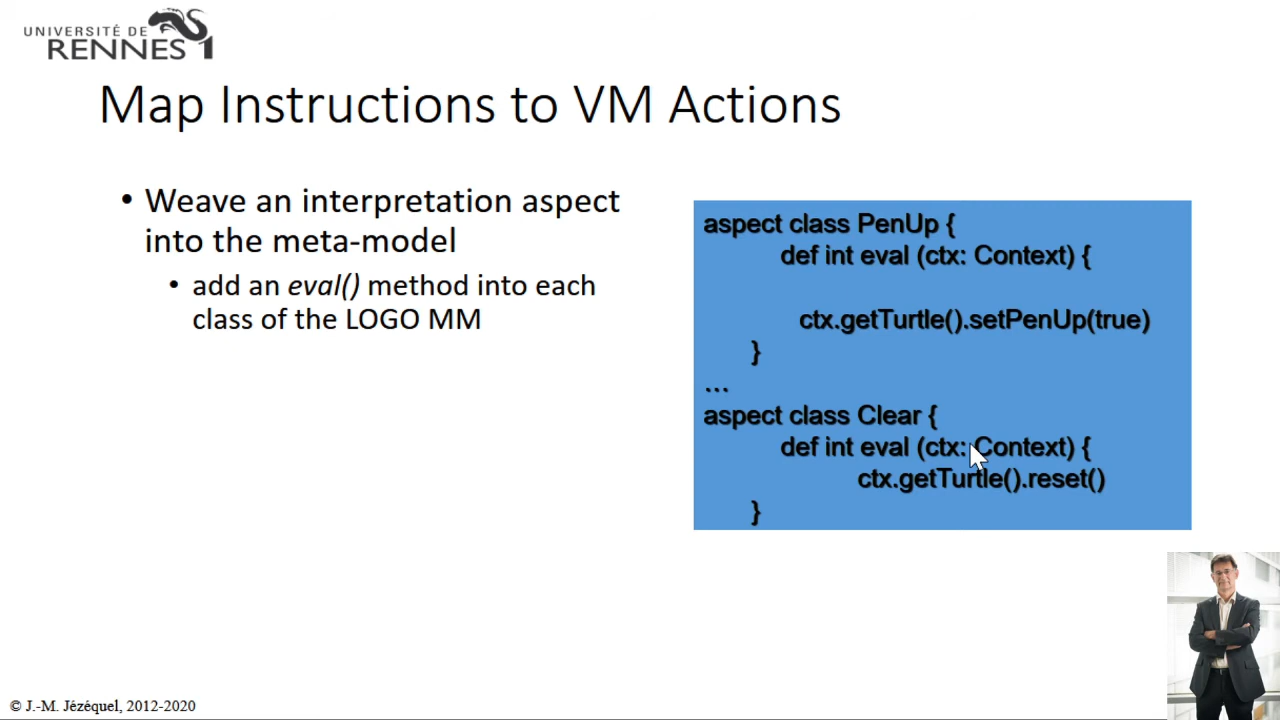 UNIVERSITÉ DE
RENNES 1
Map Instructions to VM Actions
• Weave an interpretation aspect
into the meta-model
• add an eval() method into each
class of the LOGO MM
aspect class PenUp {
def int eval (ctx: Context) {
ctx.getTurtle().setPenUp(true)
}
...
aspect class Clear {
def int eval (ctx: Context) {
ctx.getTurtle().reset()
}
© J.-M. Jézéquel, 2012-2020